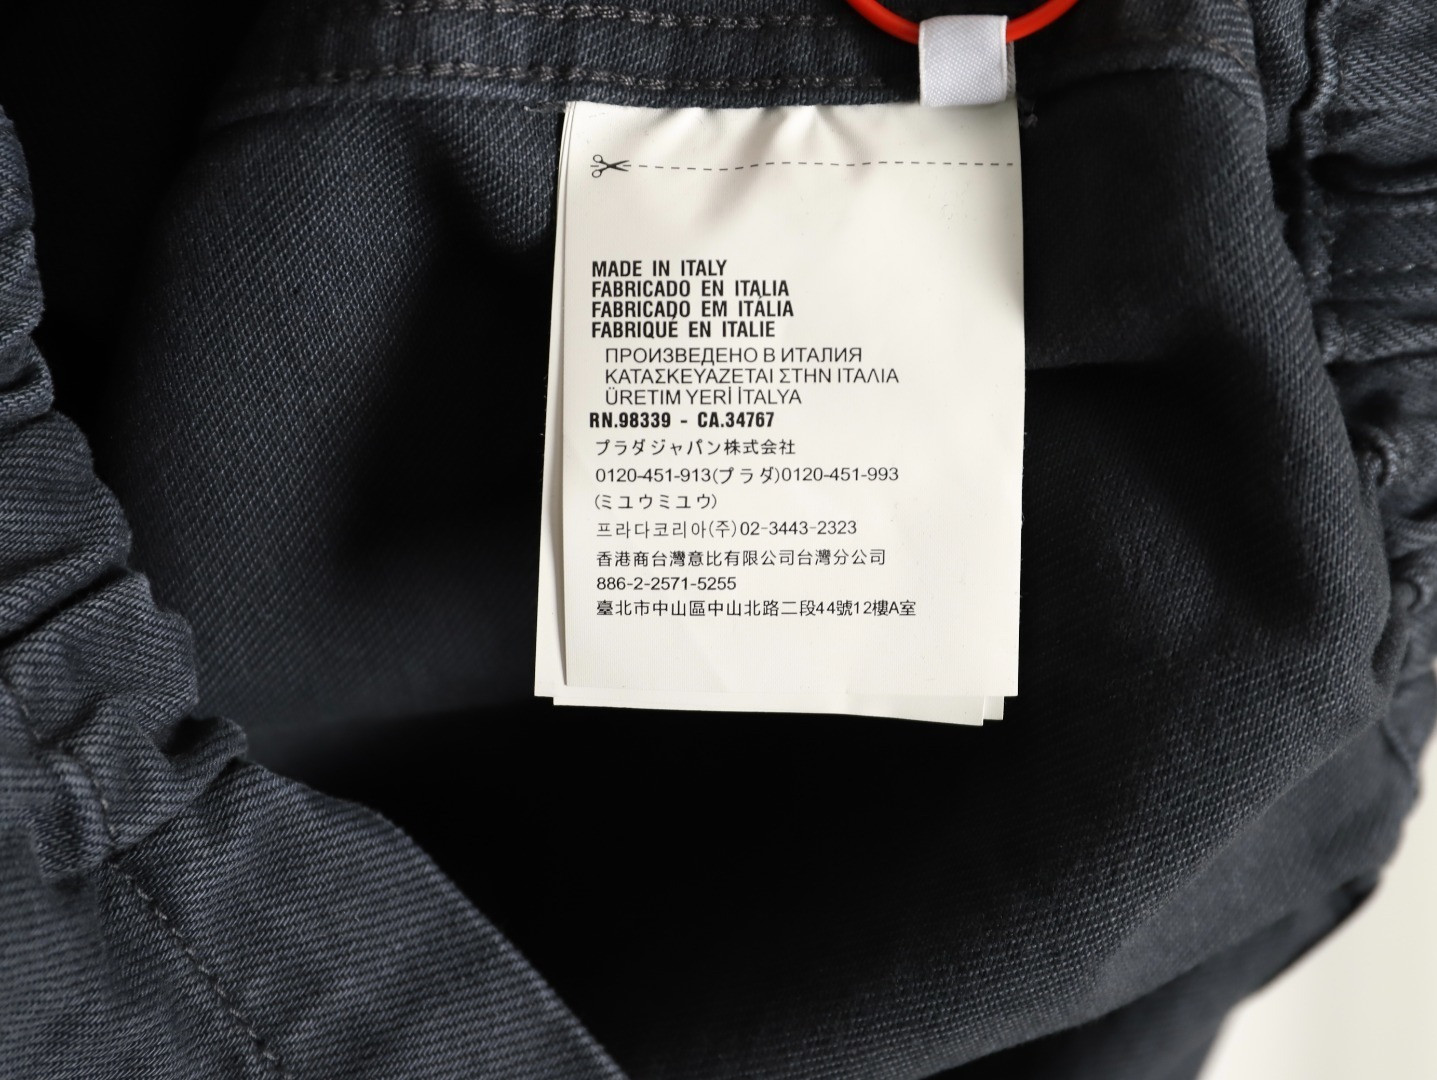 MADE IN ITALY
FABRICADO EN ITALIA
FABRICADO EM ITÁLIA
FABRIQUÉ EN ITALIE
ПРОИЗВЕДЕНО В ИТАЛИЯ
ΚΑΤΑΣΚΕΥΑΖΕΤΑΙ ΣΤΗΝ ΙΤΑΛΙΑ
ÜRETIM YERİ İTALYA
RN.98339 - CA.34767
プラダジャパン株式会社
0120-451-913(プラダ)0120-451-993
(ミユウミユウ)
프라다코리아(주)02-3443-2323
香港商台灣意比有限公司台灣分公司
886-2-2571-5255
臺北市中山區中山北路二段44號12樓A室